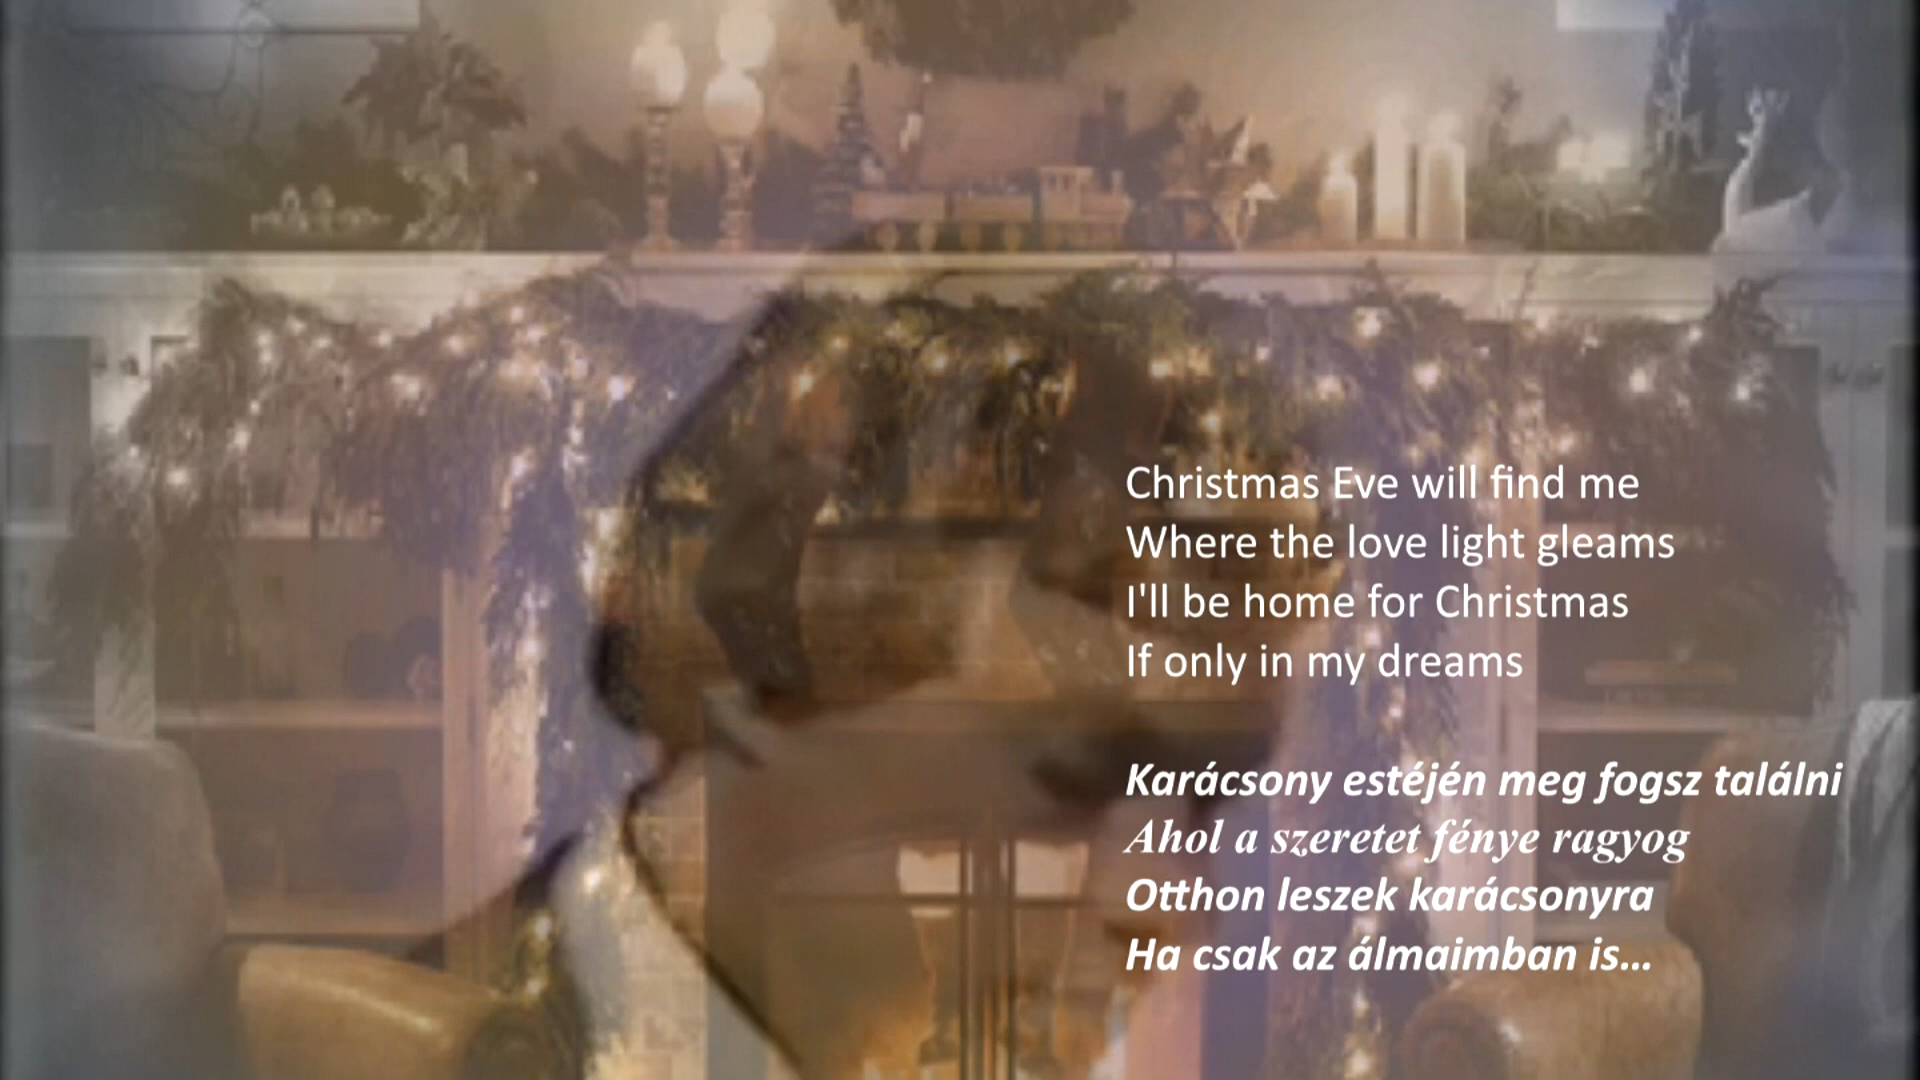 Christmas Eve will find me
Where the love light gleams
I'll be home for Christmas
If only in my dreams
Karácsony estéjén meg fogsz találni
Ahol a szeretet fénye ragyog
Otthon leszek karácsonyra
Ha csak az álmaimban is...